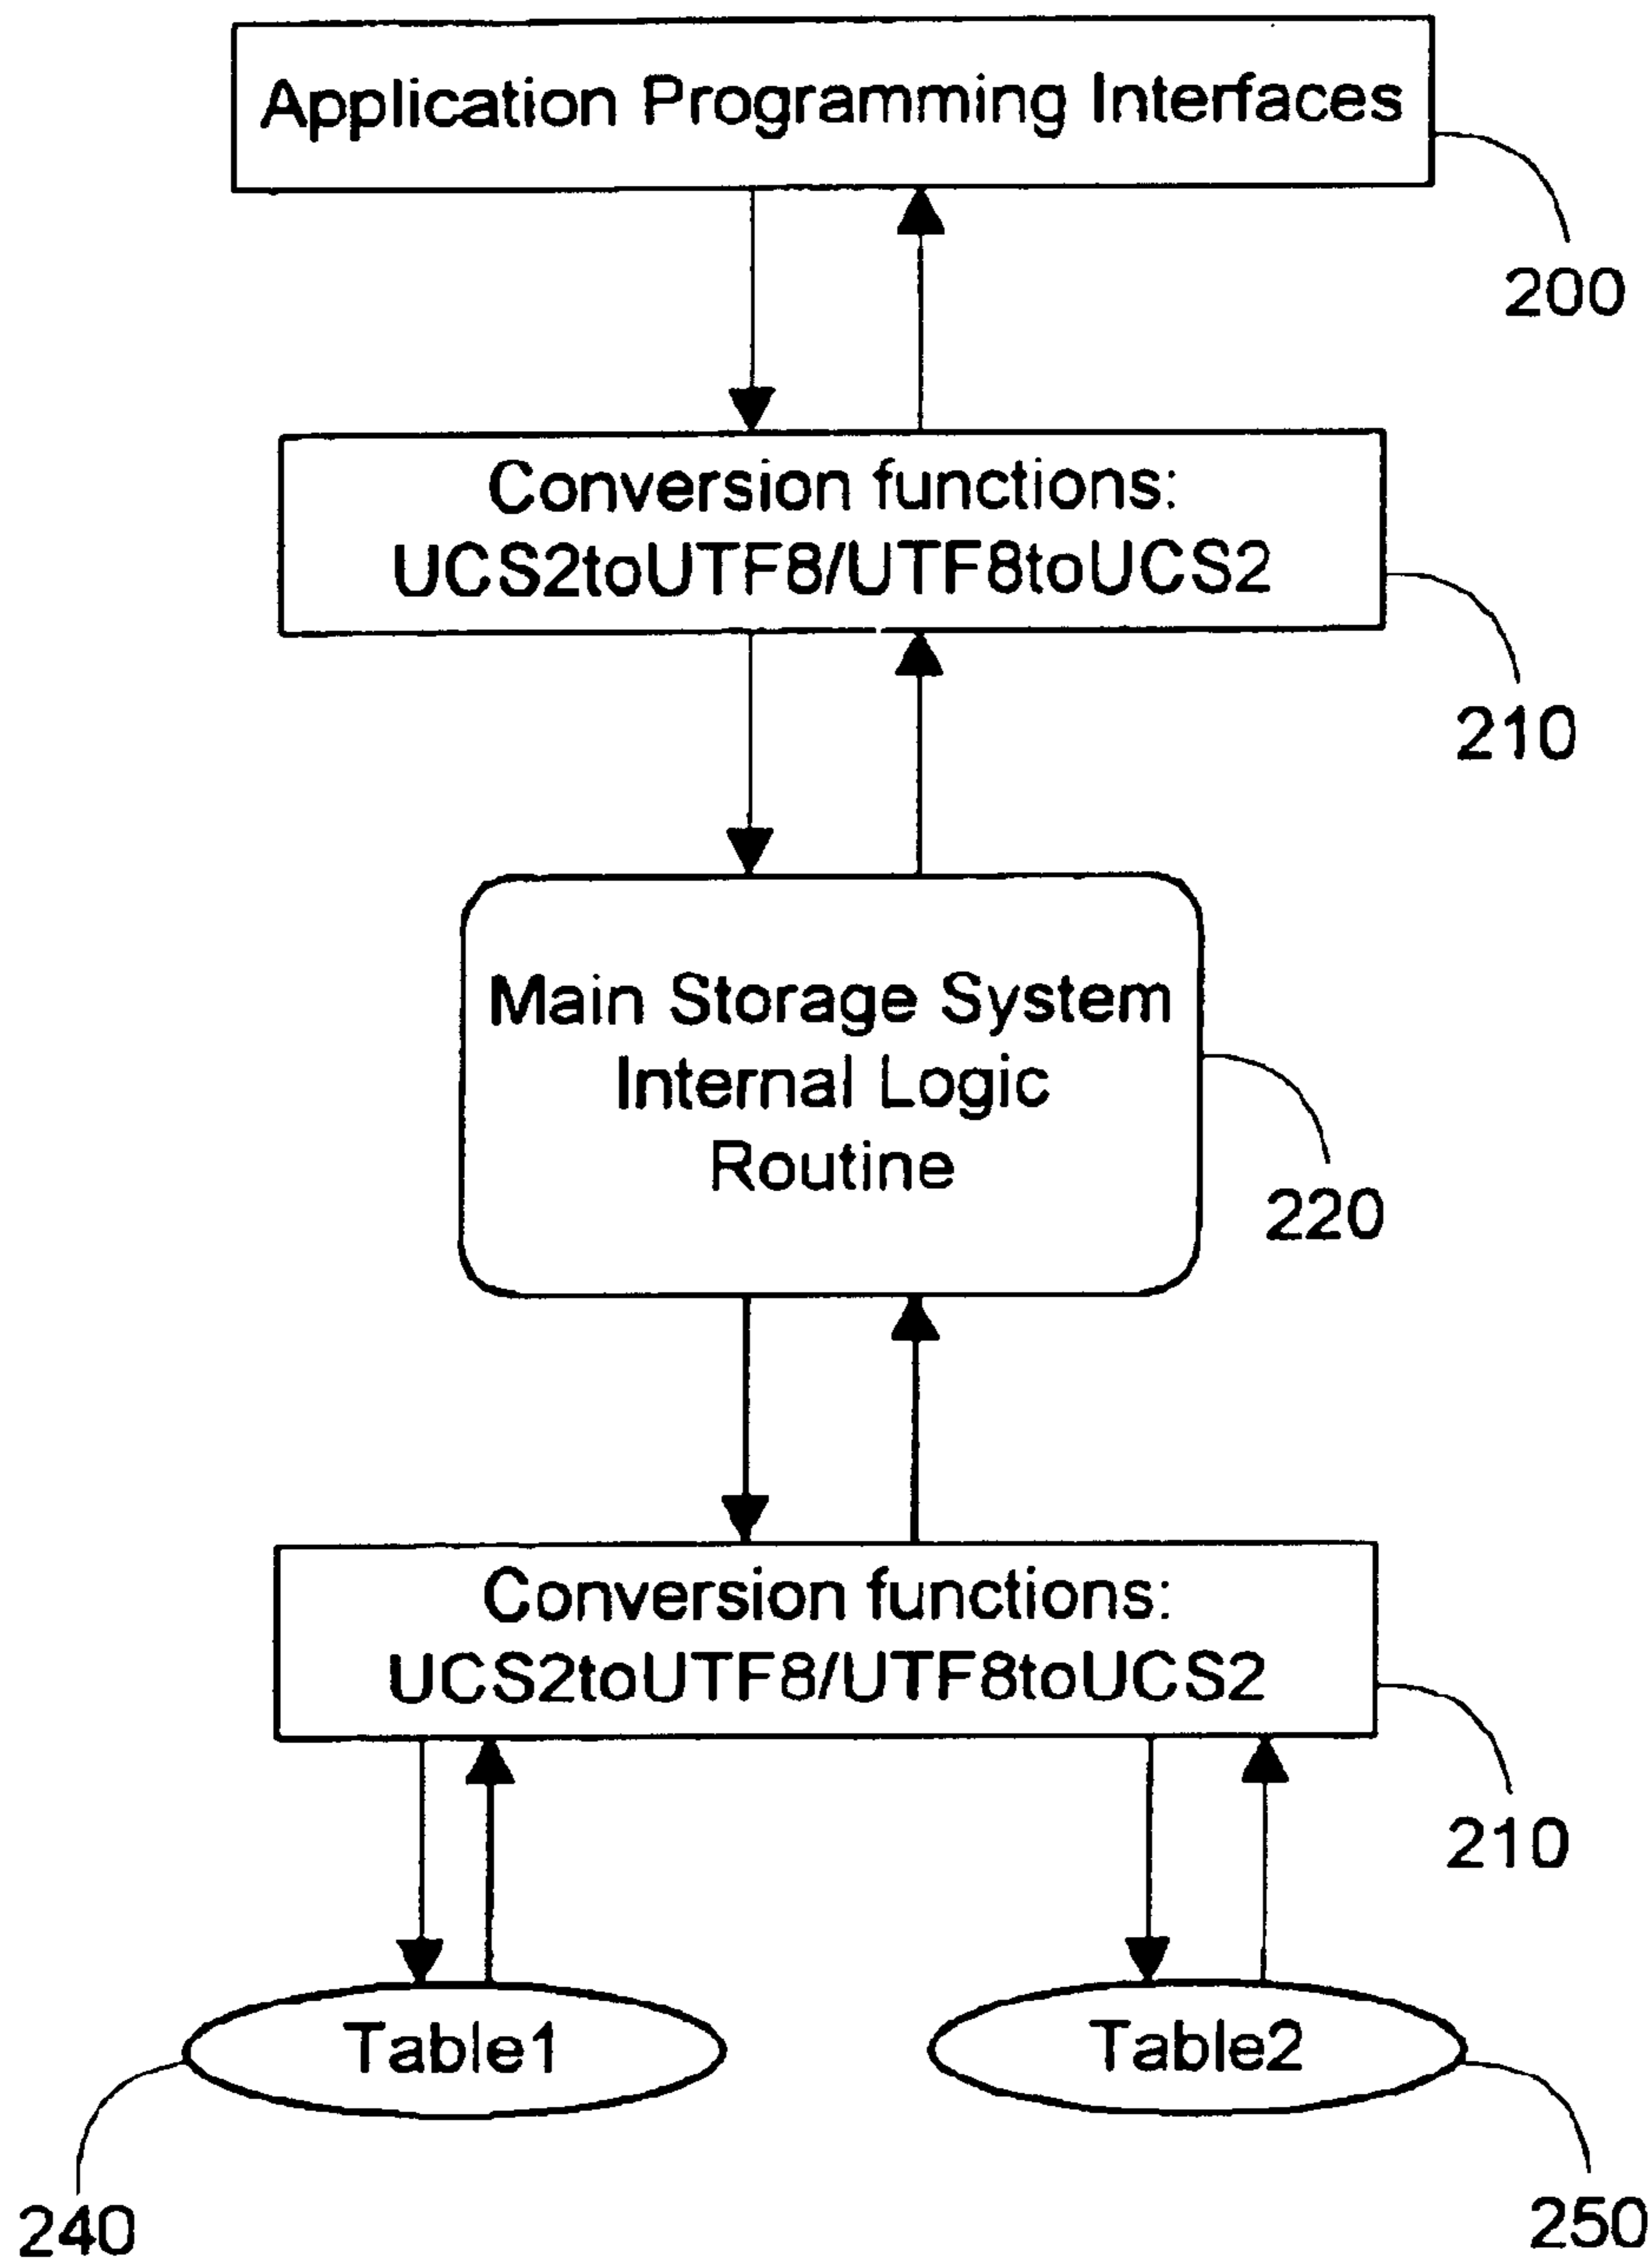 Application Programming Interfaces
200
Conversion functions:
UCS2toUTF8/UTF8toUCS2
210
Main Storage System
Internal Logic
Routine
220
Conversion functions:
UCS2toUTF8/UTF8toUCS2
210
Table1
Table2
240
250